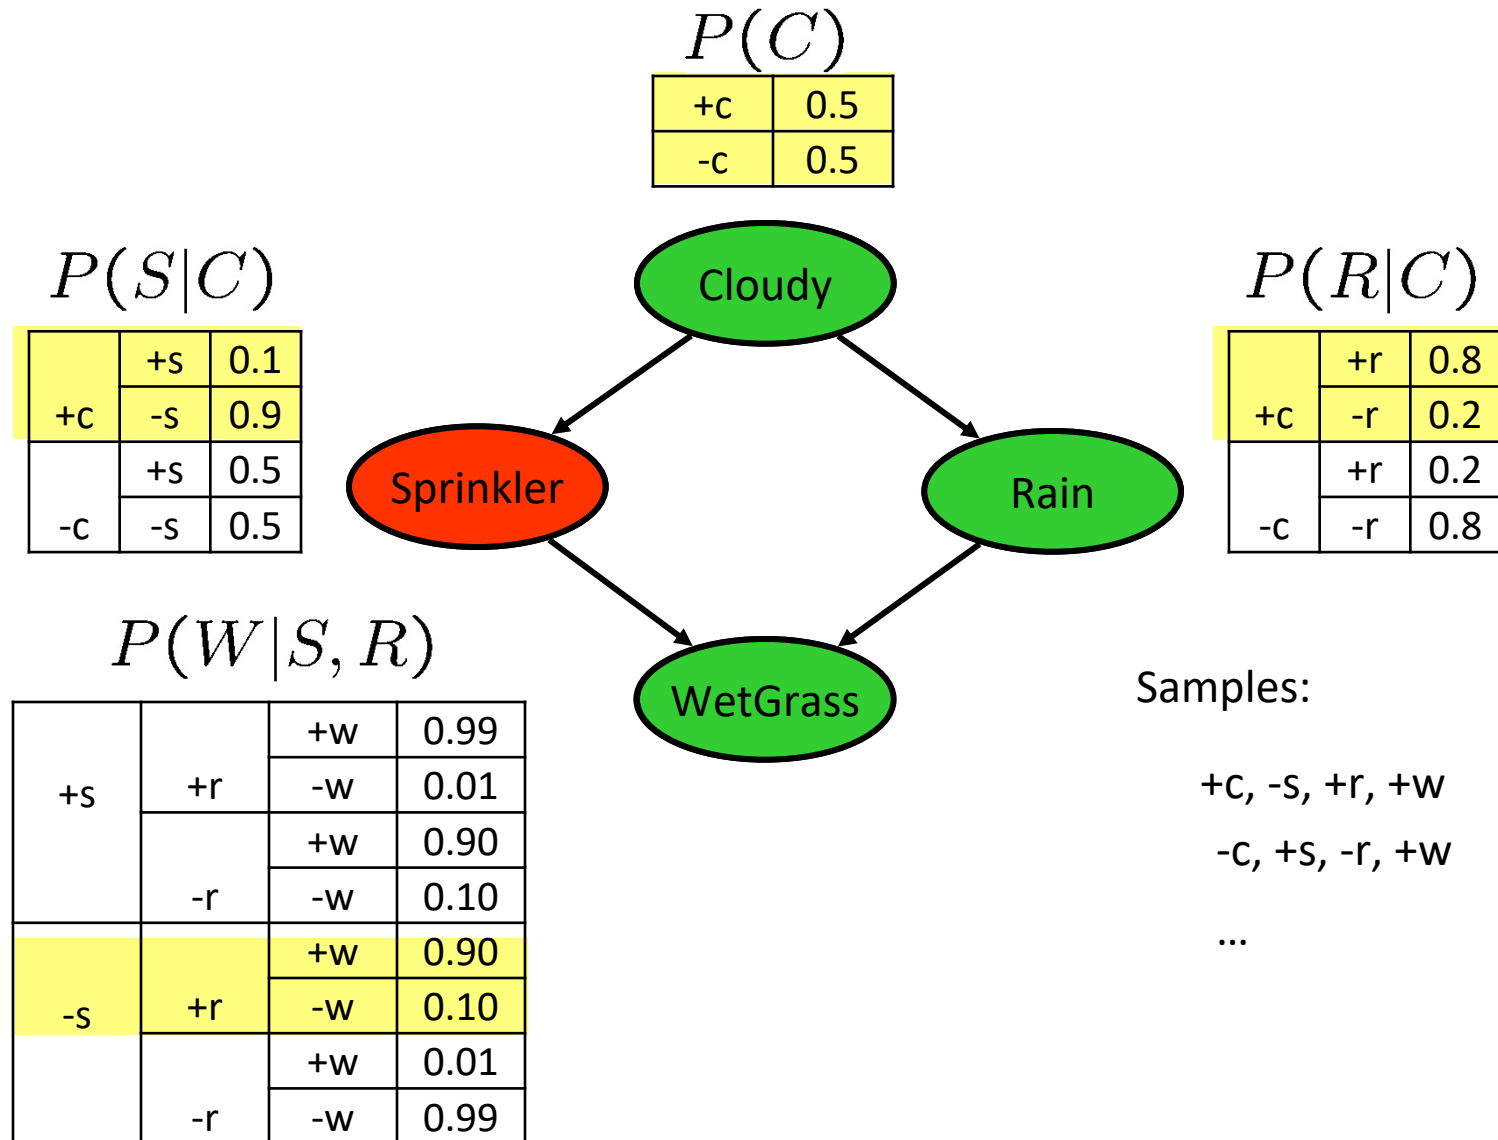 P(C)
+c 0.5
-c 0.5
P(S|C)
+s 0.1
+c -s 0.9
+s 0.5
-c -s 0.5
Cloudy
P(R|C)
+r 0.8
+c -r 0.2
+r 0.2
-c -r 0.8
Sprinkler
Rain
WetGrass
P(W|S, R)
+w 0.99
+s +r -w 0.01
+w 0.90
-r -w 0.10
+w 0.90
-s +r -w 0.10
+w 0.01
-r -w 0.99
Samples:
+c, -s, +r, +w
-c, +s, -r, +w
...